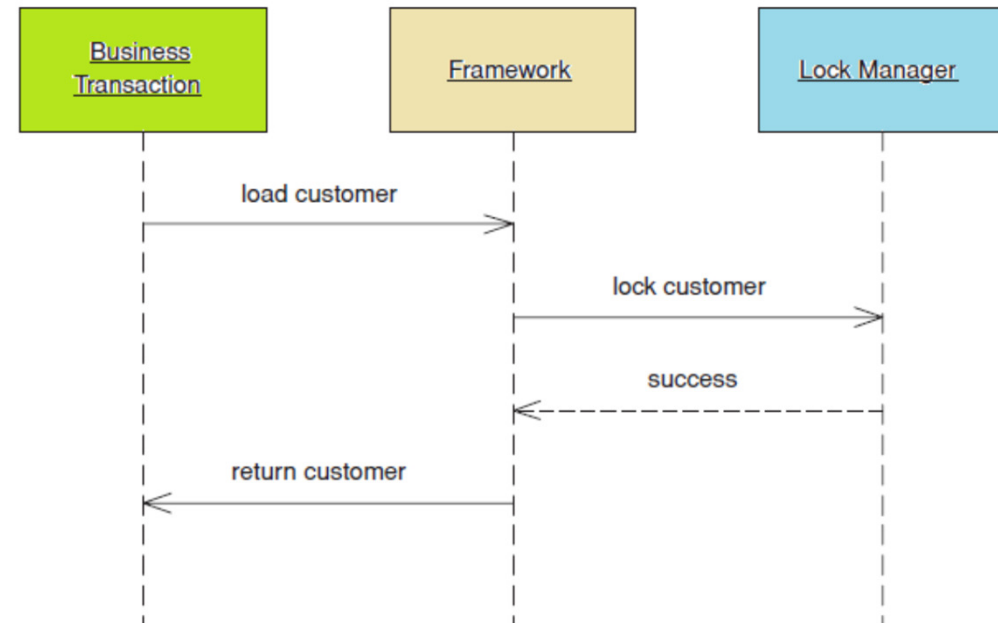 Business
Transaction
Framework
Lock Manager
load customer
lock customer
success
return customer